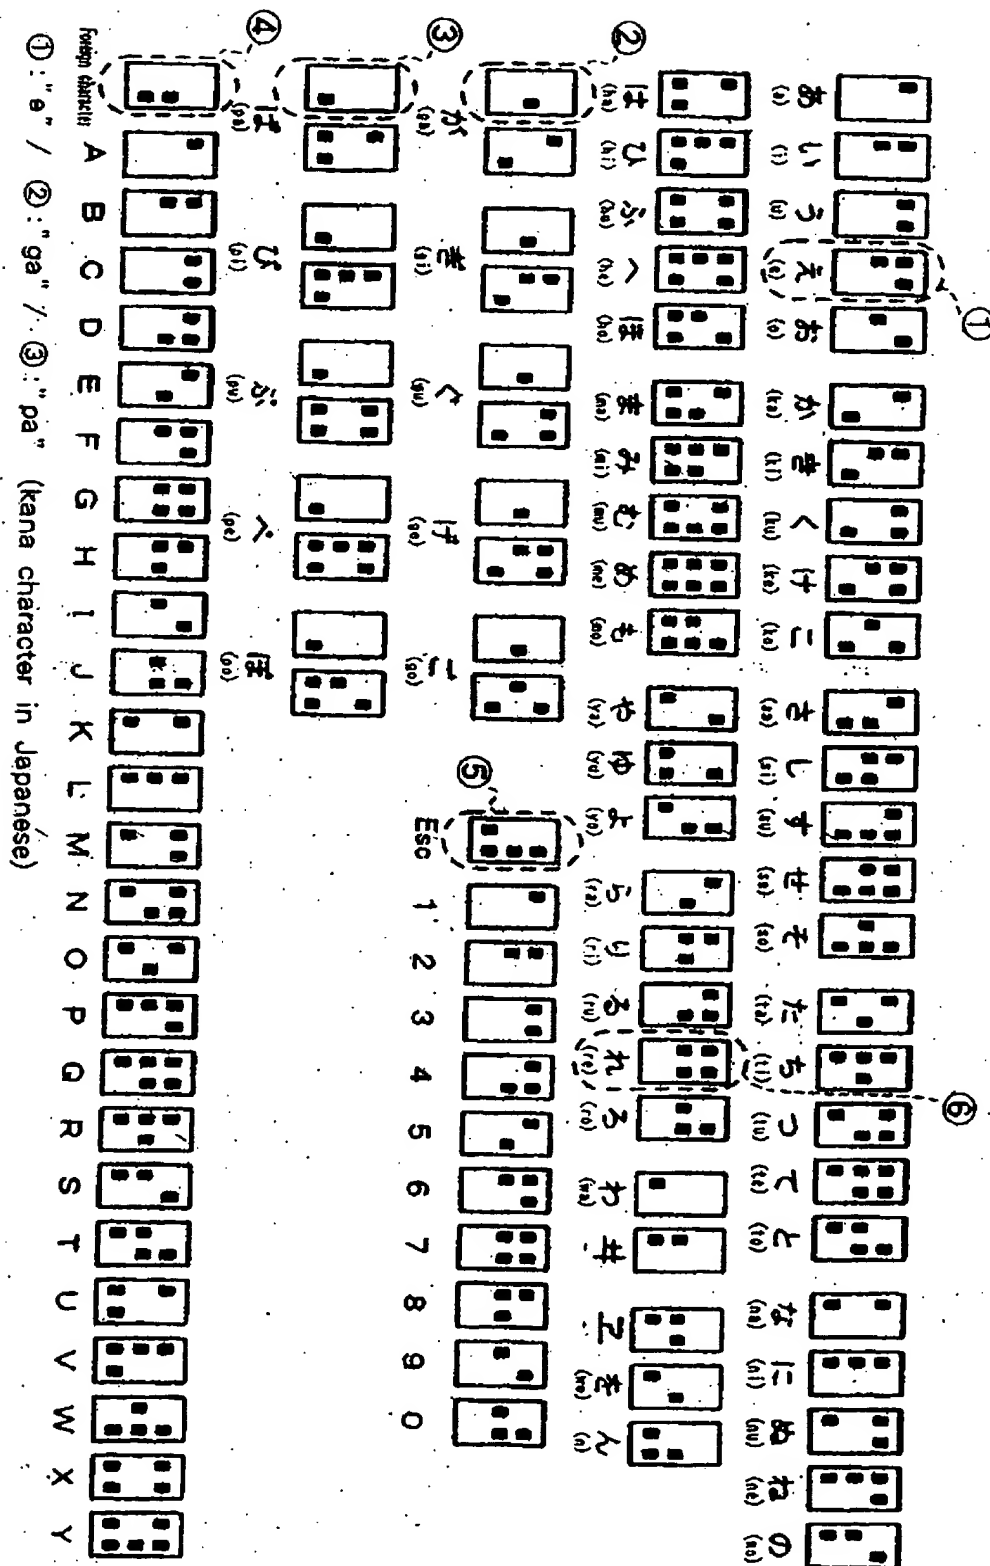 ① ⑥
あ い う え お か き く け こ さ し す せ そ た ち つ て と な に ぬ ね の
(a) (i) (u) (e) (o) (ka) (ki) (ku) (ke) (ko) (sa) (si) (su) (se) (so) (ta) (ti) (tu) (te) (to) (na) (ni) (nu) (ne) (no)
は ひ ふ へ ほ ま み む め も や ゆ よ ら り る れ ろ わ ヰ ヱ を ん
(ha) (hi) (hu) (he) (ho) (ma) (mi) (mu) (me) (mo) (ya) (yu) (yo) (ra) (ri) (ru) (re) (ro) (wa) (wo) (n)
② ⑤
が ぎ ぐ げ ご Esc 1 2 3 4 5 6 7 8 9 0
(ga) (gi) (gu) (ge) (go)
③
ぱ ぴ ぷ ぺ ぽ
(pa) (pi) (pu) (pe) (po)
④
foreign character A B C D E F G H I J K L M N O P Q R S T U V W X Y
①:"e" / ②:"ga" / ③:"pa" (kana character in Japanese)